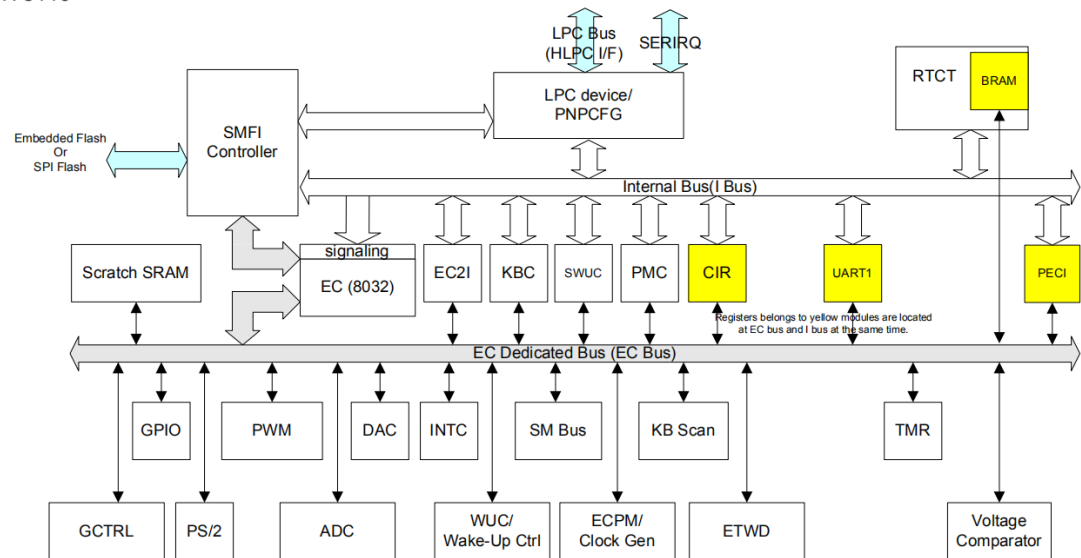 LPC Bus
(HLPC I/F)
SERIRQ
SMFI
Controller
LPC device/
PNPCFG
RTCT
BRAM
Embedded Flash
Or
SPI Flash
Internal Bus(I Bus)
Scratch SRAM
signaling
EC (8032)
EC2I
KBC
SWUC
PMC
CIR
UART1
PECI
Registers belongs to yellow modules are located
at EC bus and I bus at the same time.
EC Dedicated Bus (EC Bus)
GPIO
PWM
DAC
INTC
SM Bus
KB Scan
TMR
GCTRL
PS/2
ADC
WUC/
Wake-Up Ctrl
ECPM/
Clock Gen
ETWD
Voltage
Comparator